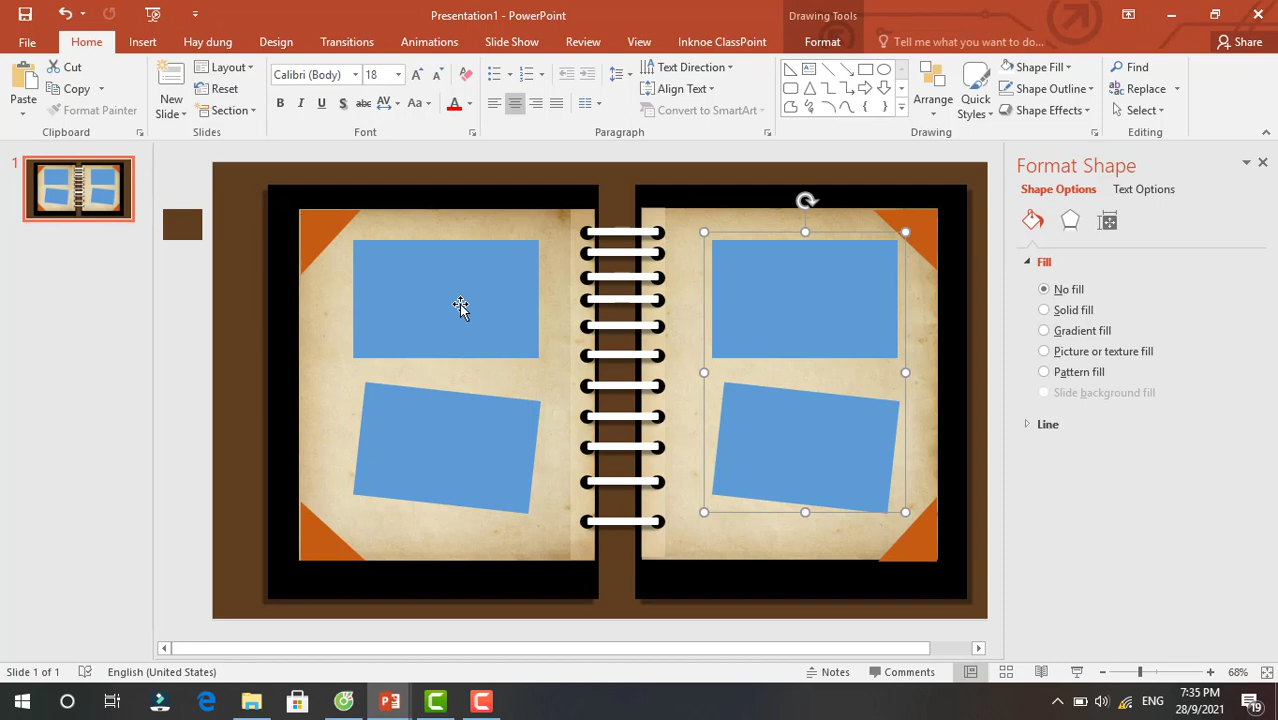 Presentation1 - PowerPoint
Drawing Tools
File
Home
Insert
Hay dung
Design
Transitions
Animations
Slide Show
Review
View
Inknoe ClassPoint
Format
Tell me what you want to do...
Share
Paste
Cut
Copy
Format Painter
Clipboard
New
Slide
Layout
Reset
Section
Slides
Calibri (Body)
18
B I U S abc AV Aa A
Font
Text Direction
Align Text
Convert to SmartArt
Paragraph
Arrange
Quick
Styles
Shape Fill
Shape Outline
Shape Effects
Drawing
Find
Replace
Select
Editing
1
Format Shape
Shape Options
Text Options
Fill
No fill
Solid fill
Gradient fill
Picture or texture fill
Pattern fill
Slide background fill
Line
Slide 1 of 1
English (United States)
Notes
Comments
68%
ENG
7:35 PM
28/9/2021
19